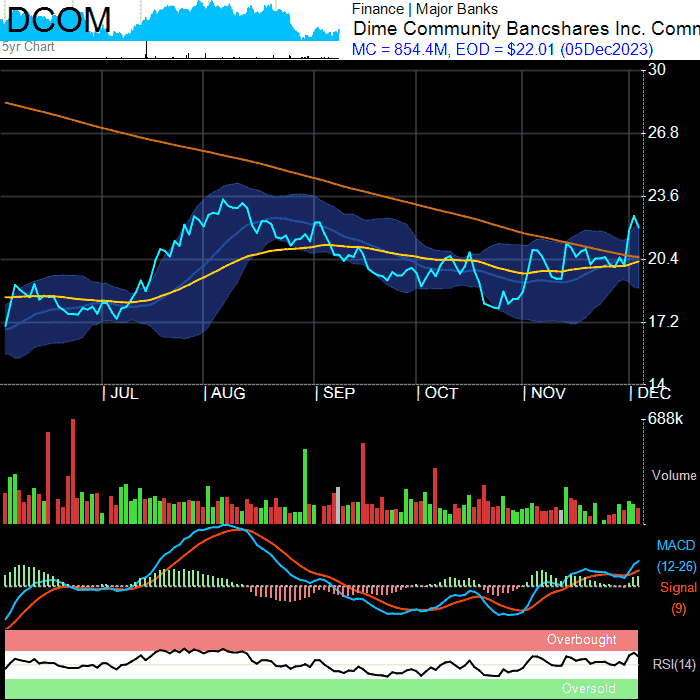 DCOM
5yr Chart
Finance | Major Banks
Dime Community Bancshares Inc. Comm
MC = 854.4M, EOD = $22.01 (05Dec2023)
30
26.8
23.6
20.4
17.2
14
| JUL | AUG | SEP | OCT | NOV | DEC
688k
Volume
MACD
(12-26)
Signal
(9)
Overbought
RSI(14)
Oversold